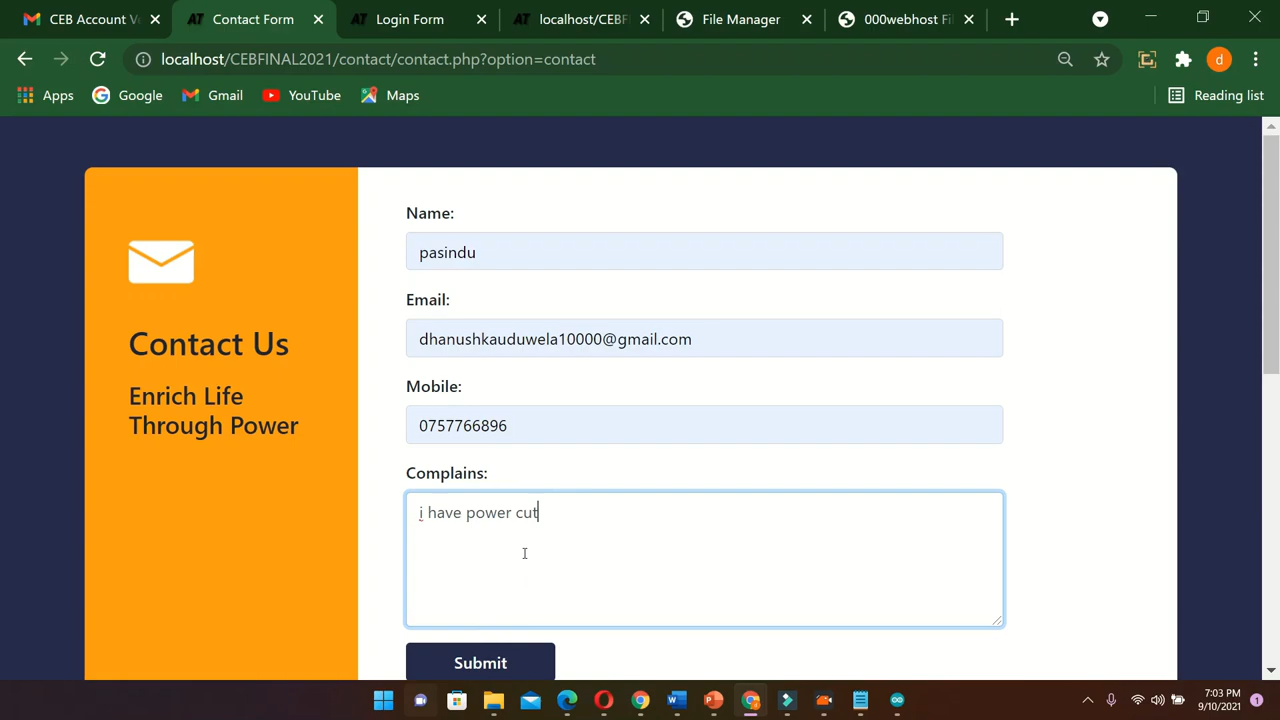 CEB Account V
Contact Form
Login Form
localhost/CEBF
File Manager
000webhost Fi
localhost/CEBFINAL2021/contact/contact.php?option=contact
d
Apps
Google
Gmail
YouTube
Maps
Reading list
Contact Us
Enrich Life
Through Power
Name:
pasindu
Email:
dhanushkauduwela10000@gmail.com
Mobile:
0757766896
Complains:
i have power cut
Submit
7:03 PM
9/10/2021
1